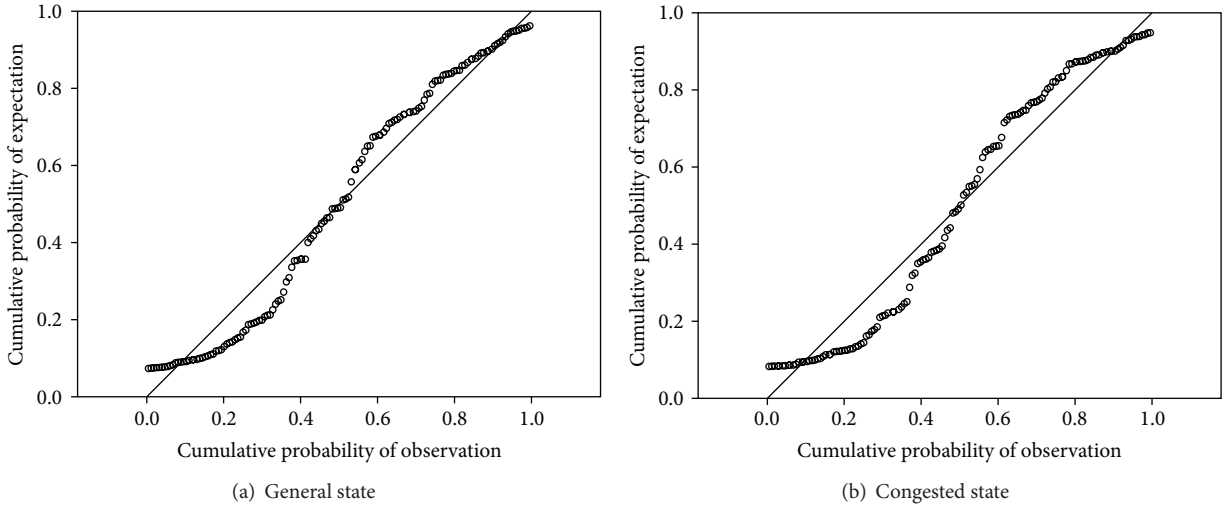 Cumulative probability of expectation
1.0
0.8
0.6
0.4
0.2
0.0
0.0 0.2 0.4 0.6 0.8 1.0
Cumulative probability of observation
(a) General state
Cumulative probability of expectation
1.0
0.8
0.6
0.4
0.2
0.0
0.0 0.2 0.4 0.6 0.8 1.0
Cumulative probability of observation
(b) Congested state